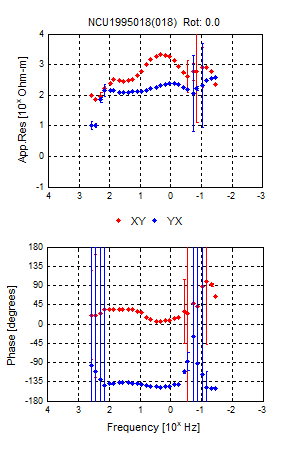 NCU1995018(018) Rot: 0.0
App.Res [10ˣ Ohm-m]
4
3
2
1
0
-1
4 3 2 1 0 -1 -2 -3
XY YX
Phase [degrees]
180
135
90
45
0
-45
-90
-135
-180
4 3 2 1 0 -1 -2 -3
Frequency [10ˣ Hz]